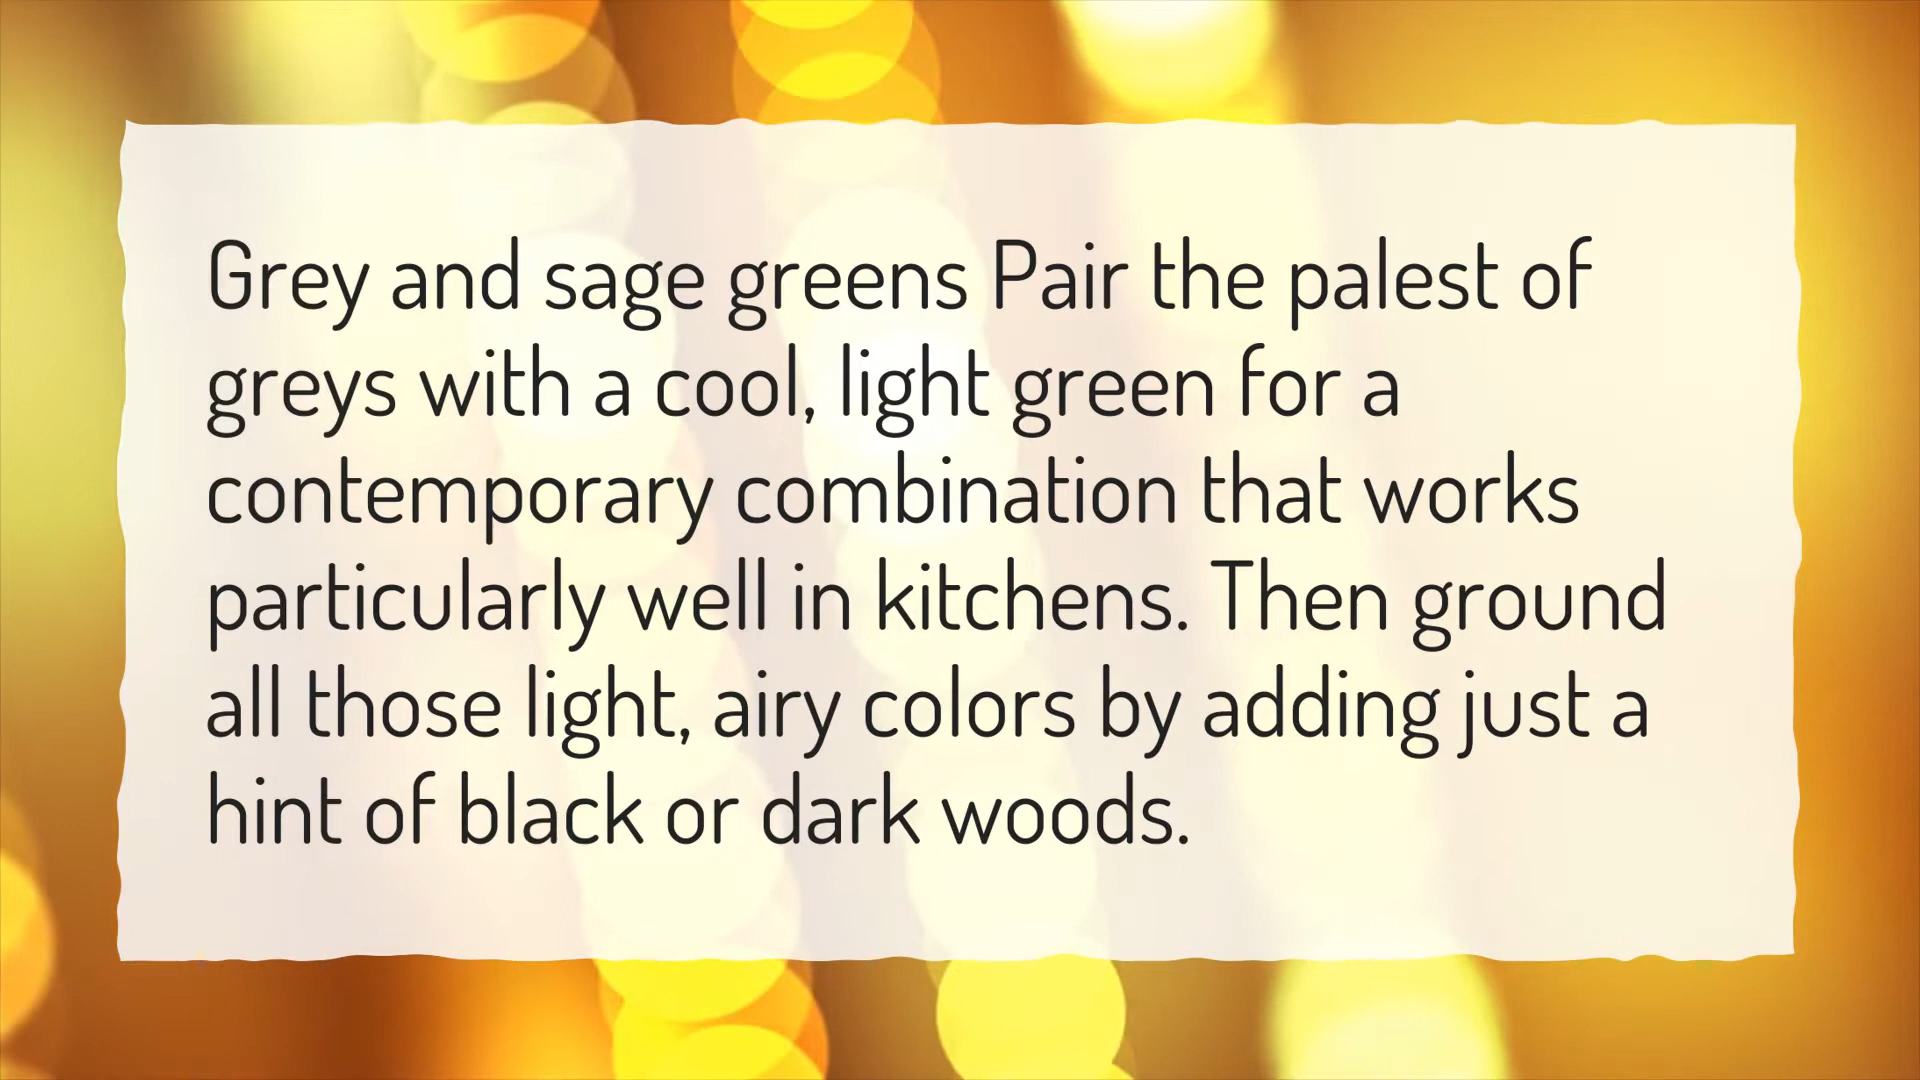 Grey and sage greens Pair the palest of
greys with a cool, light green for a
contemporary combination that works
particularly well in kitchens. Then ground
all those light, airy colors by adding just a
hint of black or dark woods.